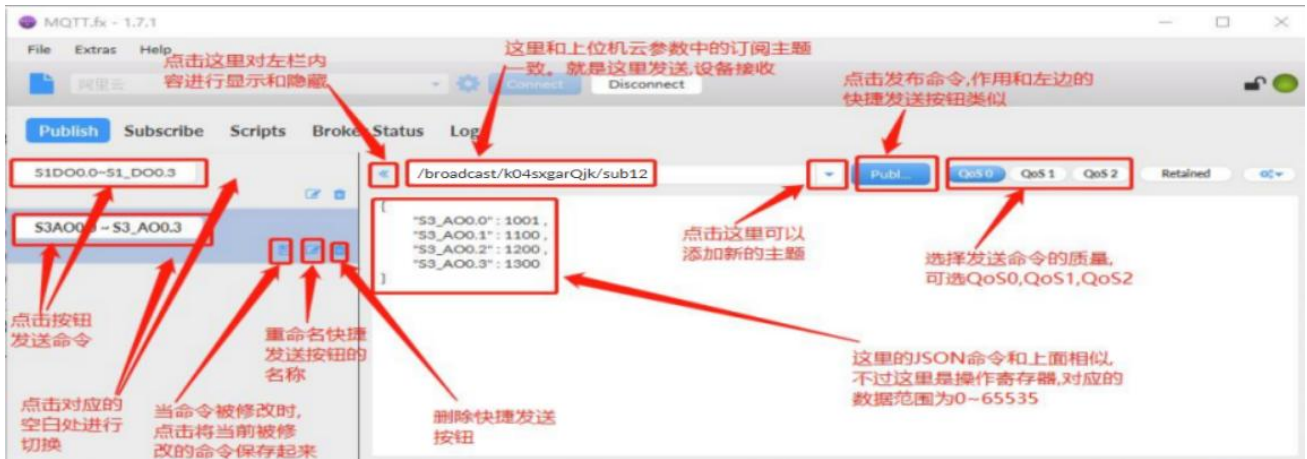 MQTT.fx - 1.7.1
File Extras Help
点击这里对左栏内
容进行显示和隐藏
这里和上位机云参数中的订阅主题
一致。就是这里发送,设备接收
点击发布命令,作用和左边的
快捷发送按钮类似
阿里云
Connect
Disconnect
Publish Subscribe Scripts Broke Status Log
S1DO0.0~S1_DO0.3
/broadcast/k04sxgarQjk/sub12
Publ...
QoS 0 QoS 1 QoS 2
Retained
S3AO0.0 ~ S3_AO0.3
{
"S3_AO0.0" : 1001 ,
"S3_AO0.1" : 1100 ,
"S3_AO0.2" : 1200 ,
"S3_AO0.3" : 1300
}
点击这里可以
添加新的主题
选择发送命令的质量,
可选QoS0,QoS1,QoS2
点击按钮
发送命令
重命名快捷
发送按钮的
名称
这里的JSON命令和上面相似,
不过这里是操作寄存器,对应的
数据范围为0~65535
点击对应的
空白处进行
切换
当命令被修改时,
点击将当前被修
改的命令保存起来
删除快捷发送
按钮